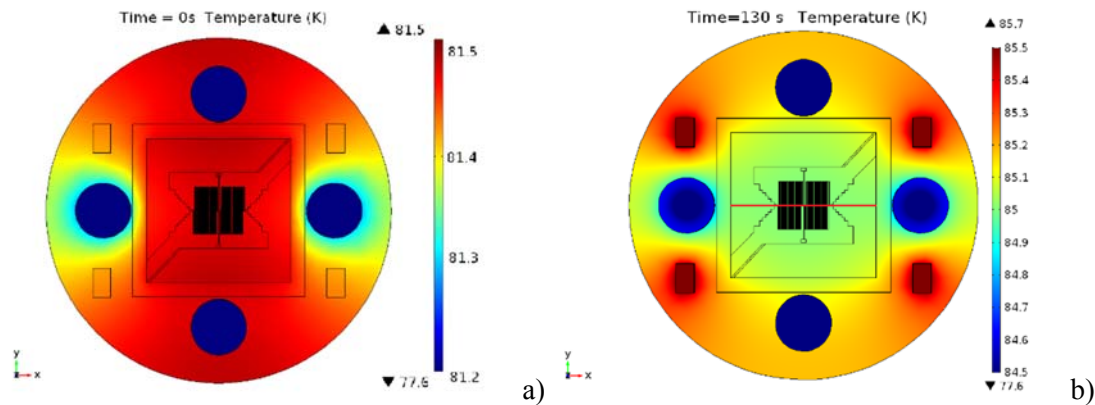 Time = 0s Temperature (K)
▲ 81.5
81.5
81.4
81.3
81.2
▼ 77.6
y
x
a)
Time=130 s Temperature (K)
▲ 85.7
85.5
85.4
85.3
85.2
85.1
85
84.9
84.8
84.7
84.6
84.5
▼ 77.6
y
x
b)